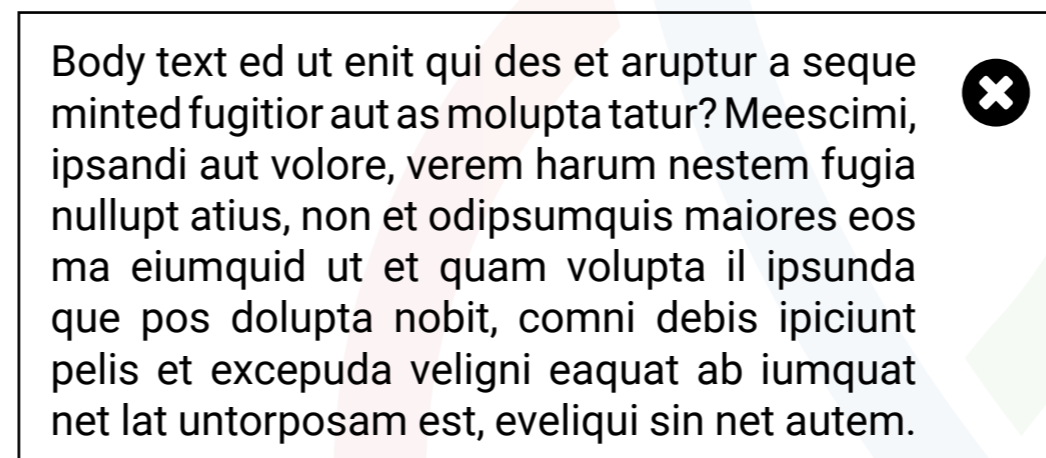 Body text ed ut enit qui des et aruptur a seque
minted fugitior aut as molupta tatur? Meescimi,
ipsandi aut volore, verem harum nestem fugia
nullupt atius, non et odipsumquis maiores eos
ma eiumquid ut et quam volupta il ipsunda
que pos dolupta nobit, comni debis ipiciunt
pelis et excepuda veligni eaquat ab iumquat
net lat untorposam est, eveliqui sin net autem.